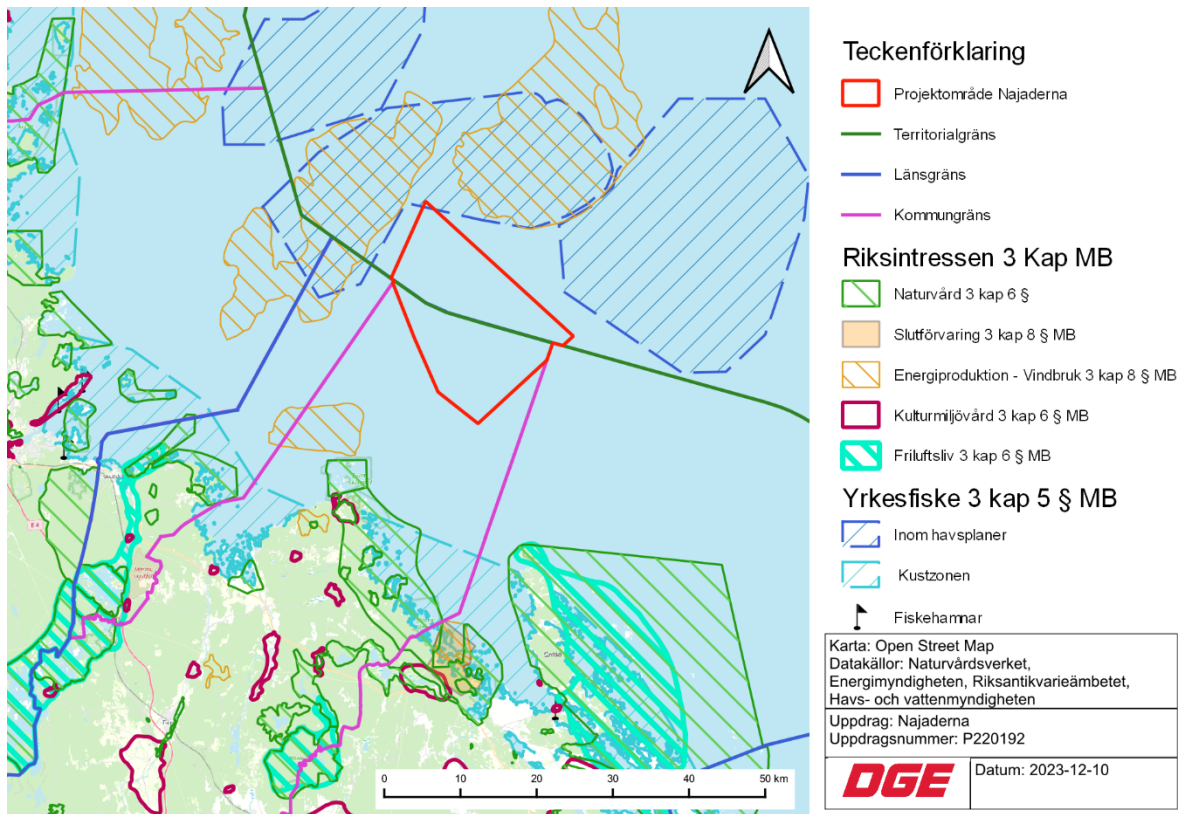 Teckenförklaring
Projektområde Najaderna
Territorialgräns
Länsgräns
Kommungräns
Riksintressen 3 Kap MB
Naturvård 3 kap 6 §
Slutförvaring 3 kap 8 § MB
Energiproduktion - Vindbruk 3 kap 8 § MB
Kulturmiljövård 3 kap 6 § MB
Friluftsliv 3 kap 6 § MB
Yrkesfiske 3 kap 5 § MB
Inom havsplaner
Kustzonen
Fiskehamnar
Karta: Open Street Map
Datakällor: Naturvårdsverket,
Energimyndigheten, Riksantikvarieämbetet,
Havs- och vattenmyndigheten
Uppdrag: Najaderna
Uppdragsnummer: P220192
DGE
Datum: 2023-12-10
E 4
0 10 20 30 40 50 km